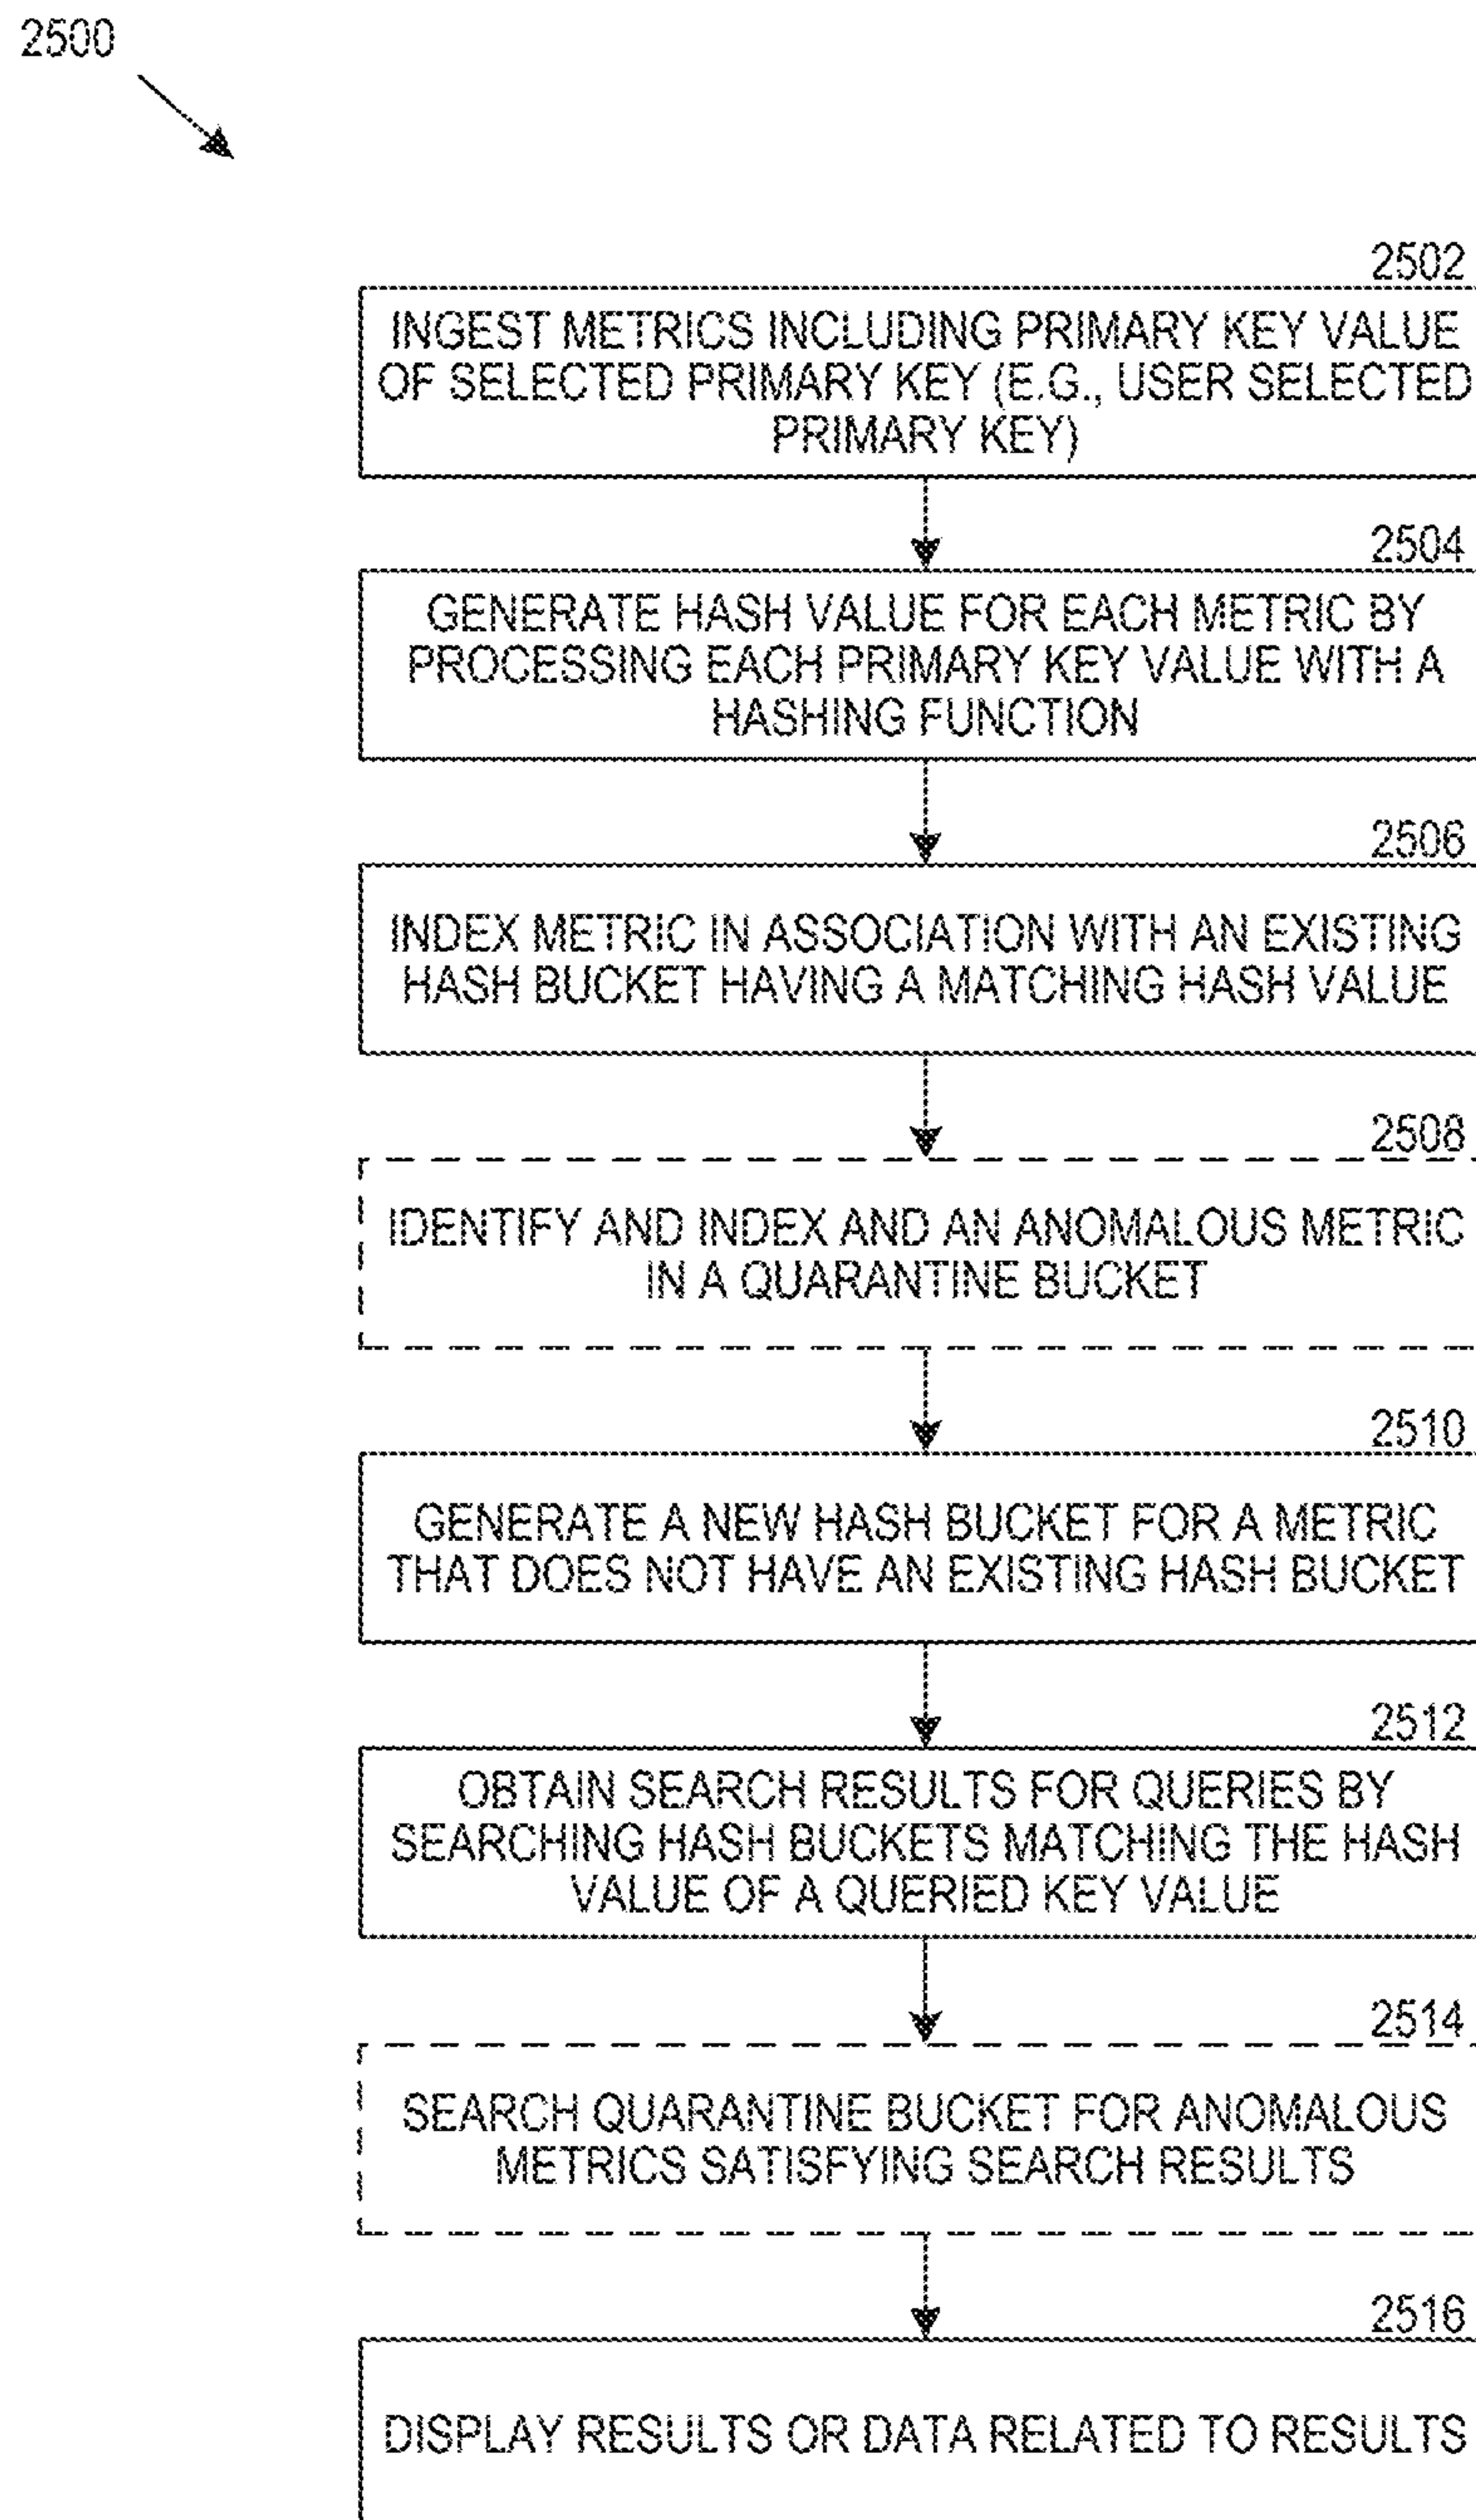 2500
2502
INGEST METRICS INCLUDING PRIMARY KEY VALUE
OF SELECTED PRIMARY KEY (E.G., USER SELECTED
PRIMARY KEY)
2504
GENERATE HASH VALUE FOR EACH METRIC BY
PROCESSING EACH PRIMARY KEY VALUE WITH A
HASHING FUNCTION
2506
INDEX METRIC IN ASSOCIATION WITH AN EXISTING
HASH BUCKET HAVING A MATCHING HASH VALUE
2508
IDENTIFY AND INDEX AND AN ANOMALOUS METRIC
IN A QUARANTINE BUCKET
2510
GENERATE A NEW HASH BUCKET FOR A METRIC
THAT DOES NOT HAVE AN EXISTING HASH BUCKET
2512
OBTAIN SEARCH RESULTS FOR QUERIES BY
SEARCHING HASH BUCKETS MATCHING THE HASH
VALUE OF A QUERIED KEY VALUE
2514
SEARCH QUARANTINE BUCKET FOR ANOMALOUS
METRICS SATISFYING SEARCH RESULTS
2516
DISPLAY RESULTS OR DATA RELATED TO RESULTS